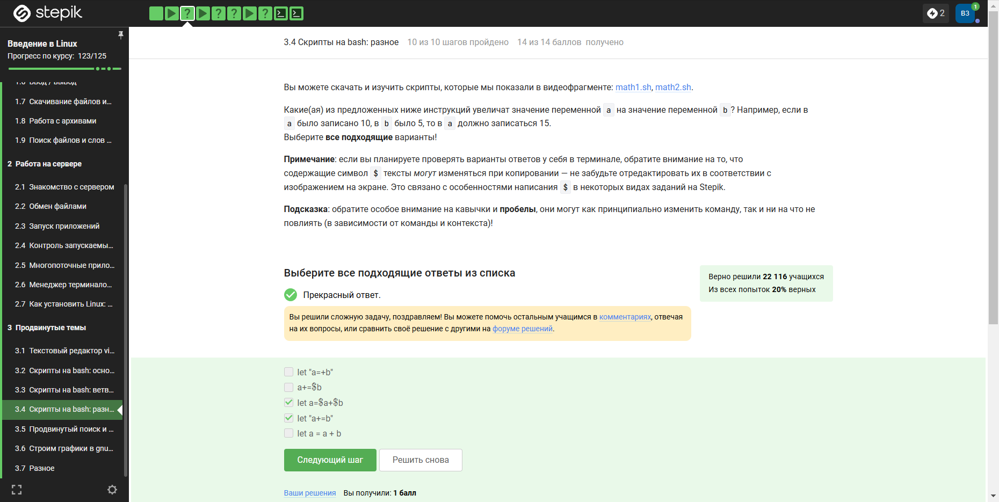 stepik
2
ВЗ
1
Введение в Linux
Прогресс по курсу: 123/125
1.6 Ввод / вывод
1.7 Скачивание файлов и...
1.8 Работа с архивами
1.9 Поиск файлов и слов ...
2 Работа на сервере
2.1 Знакомство с сервером
2.2 Обмен файлами
2.3 Запуск приложений
2.4 Контроль запускаемы...
2.5 Многопоточные прило...
2.6 Менеджер терминало...
2.7 Как установить Linux: ...
3 Продвинутые темы
3.1 Текстовый редактор vi...
3.2 Скрипты на bash: осно...
3.3 Скрипты на bash: ветв...
3.4 Скрипты на bash: разн...
3.5 Продвинутый поиск и ...
3.6 Строим графики в gnu...
3.7 Разное
3.4 Скрипты на bash: разное 10 из 10 шагов пройдено 14 из 14 баллов получено
Вы можете скачать и изучить скрипты, которые мы показали в видеофрагменте: math1.sh, math2.sh.
Какие(ая) из предложенных ниже инструкций увеличат значение переменной a на значение переменной b? Например, если в
a было записано 10, в b было 5, то в a должно записаться 15.
Выберите все подходящие варианты!
Примечание: если вы планируете проверять варианты ответов у себя в терминале, обратите внимание на то, что
содержащие символ $ тексты могут изменяться при копировании — не забудьте отредактировать их в соответствии с
изображением на экране. Это связано с особенностями написания $ в некоторых видах заданий на Stepik.
Подсказка: обратите особое внимание на кавычки и пробелы, они могут как принципиально изменить команду, так и ни на что не
повлиять (в зависимости от команды и контекста)!
Выберите все подходящие ответы из списка
Верно решили 22 116 учащихся
Из всех попыток 20% верных
Прекрасный ответ.
Вы решили сложную задачу, поздравляем! Вы можете помочь остальным учащимся в комментариях, отвечая
на их вопросы, или сравнить своё решение с другими на форуме решений.
let "a=+b"
a+=$b
let a=$a+$b
let "a+=b"
let a = a + b
Следующий шаг
Решить снова
Ваши решения Вы получили: 1 балл